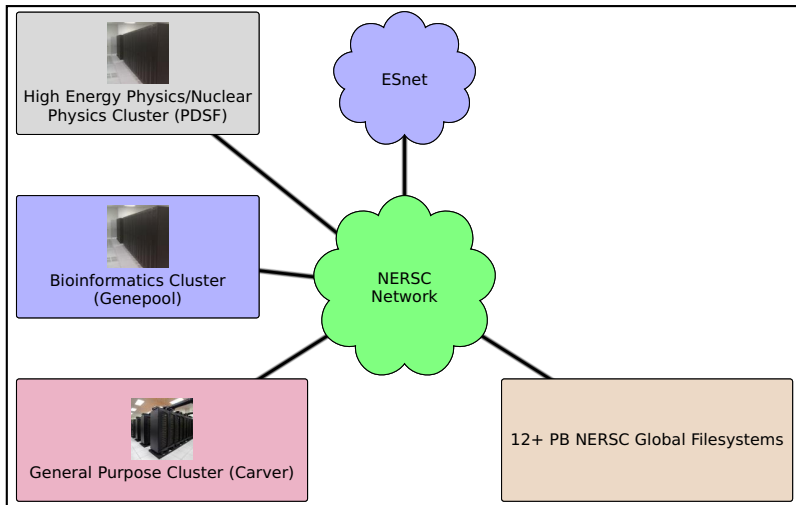 High Energy Physics/Nuclear
Physics Cluster (PDSF)
ESnet
Bioinformatics Cluster
(Genepool)
NERSC
Network
General Purpose Cluster (Carver)
12+ PB NERSC Global Filesystems